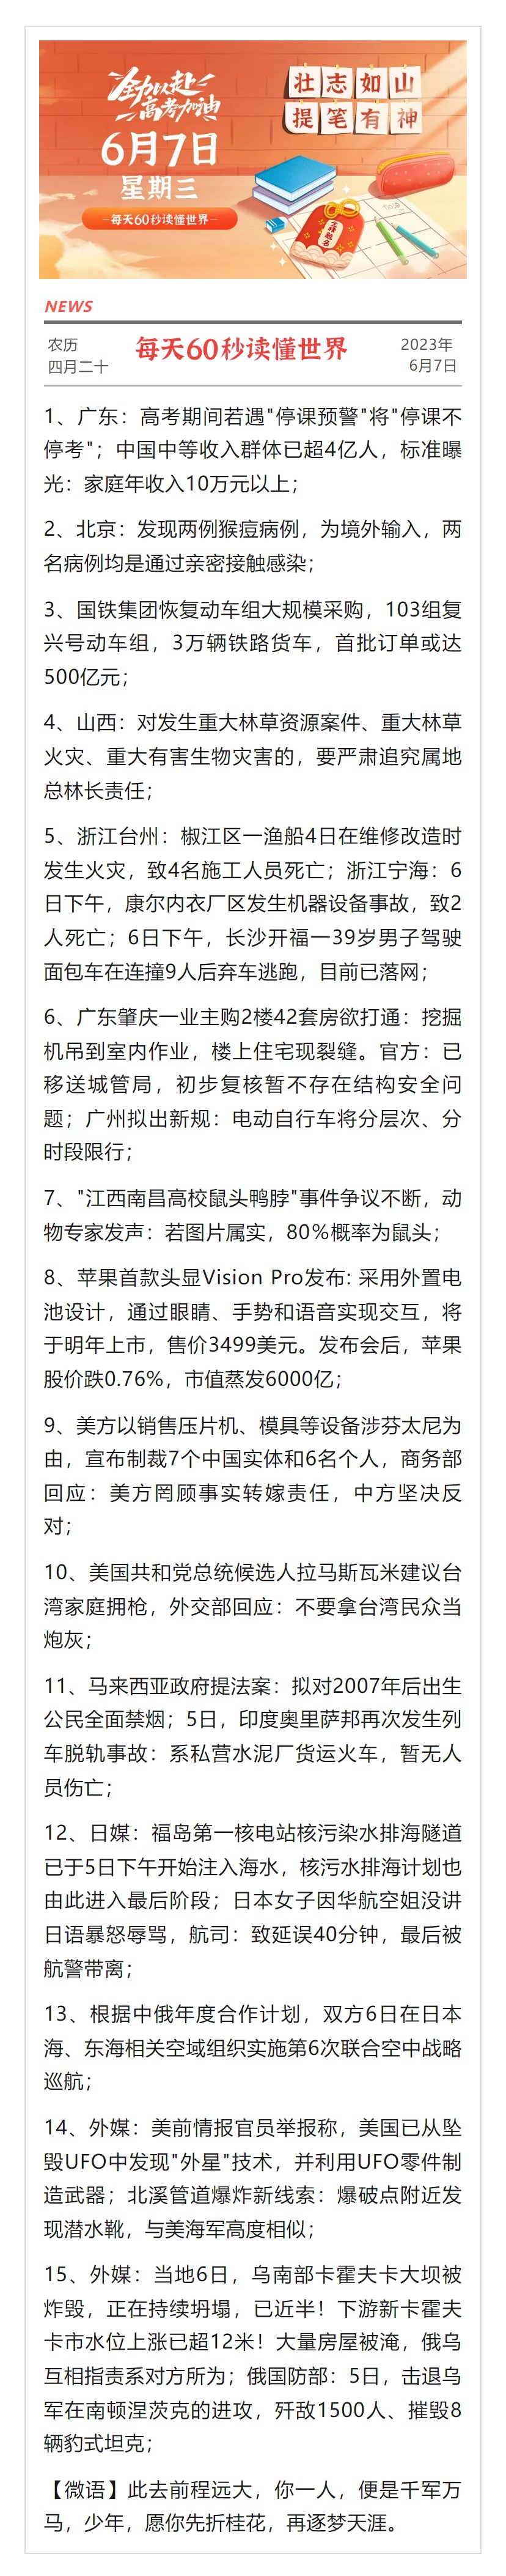 全力以赴
高考加油
6月7日
星期三
每天60秒读懂世界
壮志如山
提笔有神
金榜题名
NEWS
农历
四月二十
每天60秒读懂世界
2023年
6月7日
1、广东：高考期间若遇"停课预警"将"停课不
停考"；中国中等收入群体已超4亿人，标准曝
光：家庭年收入10万元以上；
2、北京：发现两例猴痘病例，为境外输入，两
名病例均是通过亲密接触感染；
3、国铁集团恢复动车组大规模采购，103组复
兴号动车组，3万辆铁路货车，首批订单或达
500亿元；
4、山西：对发生重大林草资源案件、重大林草
火灾、重大有害生物灾害的，要严肃追究属地
总林长责任；
5、浙江台州：椒江区一渔船4日在维修改造时
发生火灾，致4名施工人员死亡；浙江宁海：6
日下午，康尔内衣厂区发生机器设备事故，致2
人死亡；6日下午，长沙开福一39岁男子驾驶
面包车在连撞9人后弃车逃跑，目前已落网；
6、广东肇庆一业主购2楼42套房欲打通：挖掘
机吊到室内作业，楼上住宅现裂缝。官方：已
移送城管局，初步复核暂不存在结构安全问
题；广州拟出新规：电动自行车将分层次、分
时段限行；
7、"江西南昌高校鼠头鸭脖"事件争议不断，动
物专家发声：若图片属实，80%概率为鼠头；
8、苹果首款头显Vision Pro发布: 采用外置电
池设计，通过眼睛、手势和语音实现交互，将
于明年上市，售价3499美元。发布会后，苹果
股价跌0.76%，市值蒸发6000亿；
9、美方以销售压片机、模具等设备涉芬太尼为
由，宣布制裁7个中国实体和6名个人，商务部
回应：美方罔顾事实转嫁责任，中方坚决反
对；
10、美国共和党总统候选人拉马斯瓦米建议台
湾家庭拥枪，外交部回应：不要拿台湾民众当
炮灰；
11、马来西亚政府提法案：拟对2007年后出生
公民全面禁烟；5日，印度奥里萨邦再次发生列
车脱轨事故：系私营水泥厂货运火车，暂无人
员伤亡；
12、日媒：福岛第一核电站核污染水排海隧道
已于5日下午开始注入海水，核污水排海计划也
由此进入最后阶段；日本女子因华航空姐没讲
日语暴怒辱骂，航司：致延误40分钟，最后被
航警带离；
13、根据中俄年度合作计划，双方6日在日本
海、东海相关空域组织实施第6次联合空中战略
巡航；
14、外媒：美前情报官员举报称，美国已从坠
毁UFO中发现"外星"技术，并利用UFO零件制
造武器；北溪管道爆炸新线索：爆破点附近发
现潜水靴，与美海军高度相似；
15、外媒：当地6日，乌南部卡霍夫卡大坝被
炸毁，正在持续坍塌，已近半！下游新卡霍夫
卡市水位上涨已超12米！大量房屋被淹，俄乌
互相指责系对方所为；俄国防部：5日，击退乌
军在南顿涅茨克的进攻，歼敌1500人、摧毁8
辆豹式坦克；
【微语】此去前程远大，你一人，便是千军万
马，少年，愿你先折桂花，再逐梦天涯。